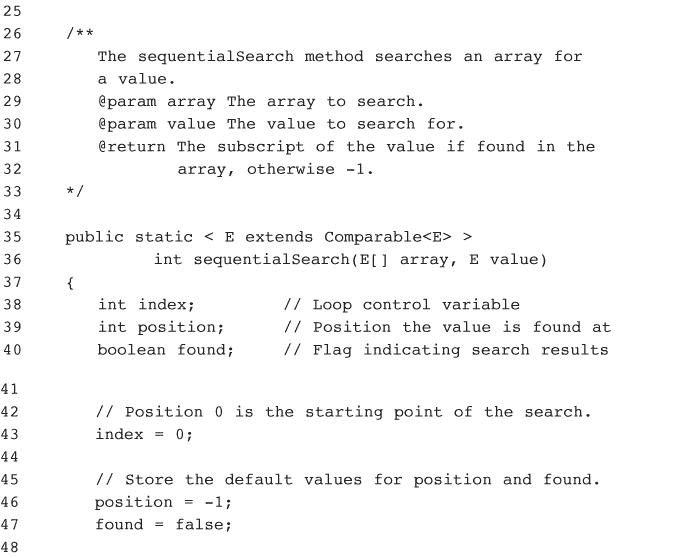 25
26 /**
27 The sequentialSearch method searches an array for
28 a value.
29 @param array The array to search.
30 @param value The value to search for.
31 @return The subscript of the value if found in the
32 array, otherwise -1.
33 */
34
35 public static < E extends Comparable<E> >
36 int sequentialSearch(E[] array, E value)
37 {
38 int index; // Loop control variable
39 int position; // Position the value is found at
40 boolean found; // Flag indicating search results
41
42 // Position 0 is the starting point of the search.
43 index = 0;
44
45 // Store the default values for position and found.
46 position = -1;
47 found = false;
48